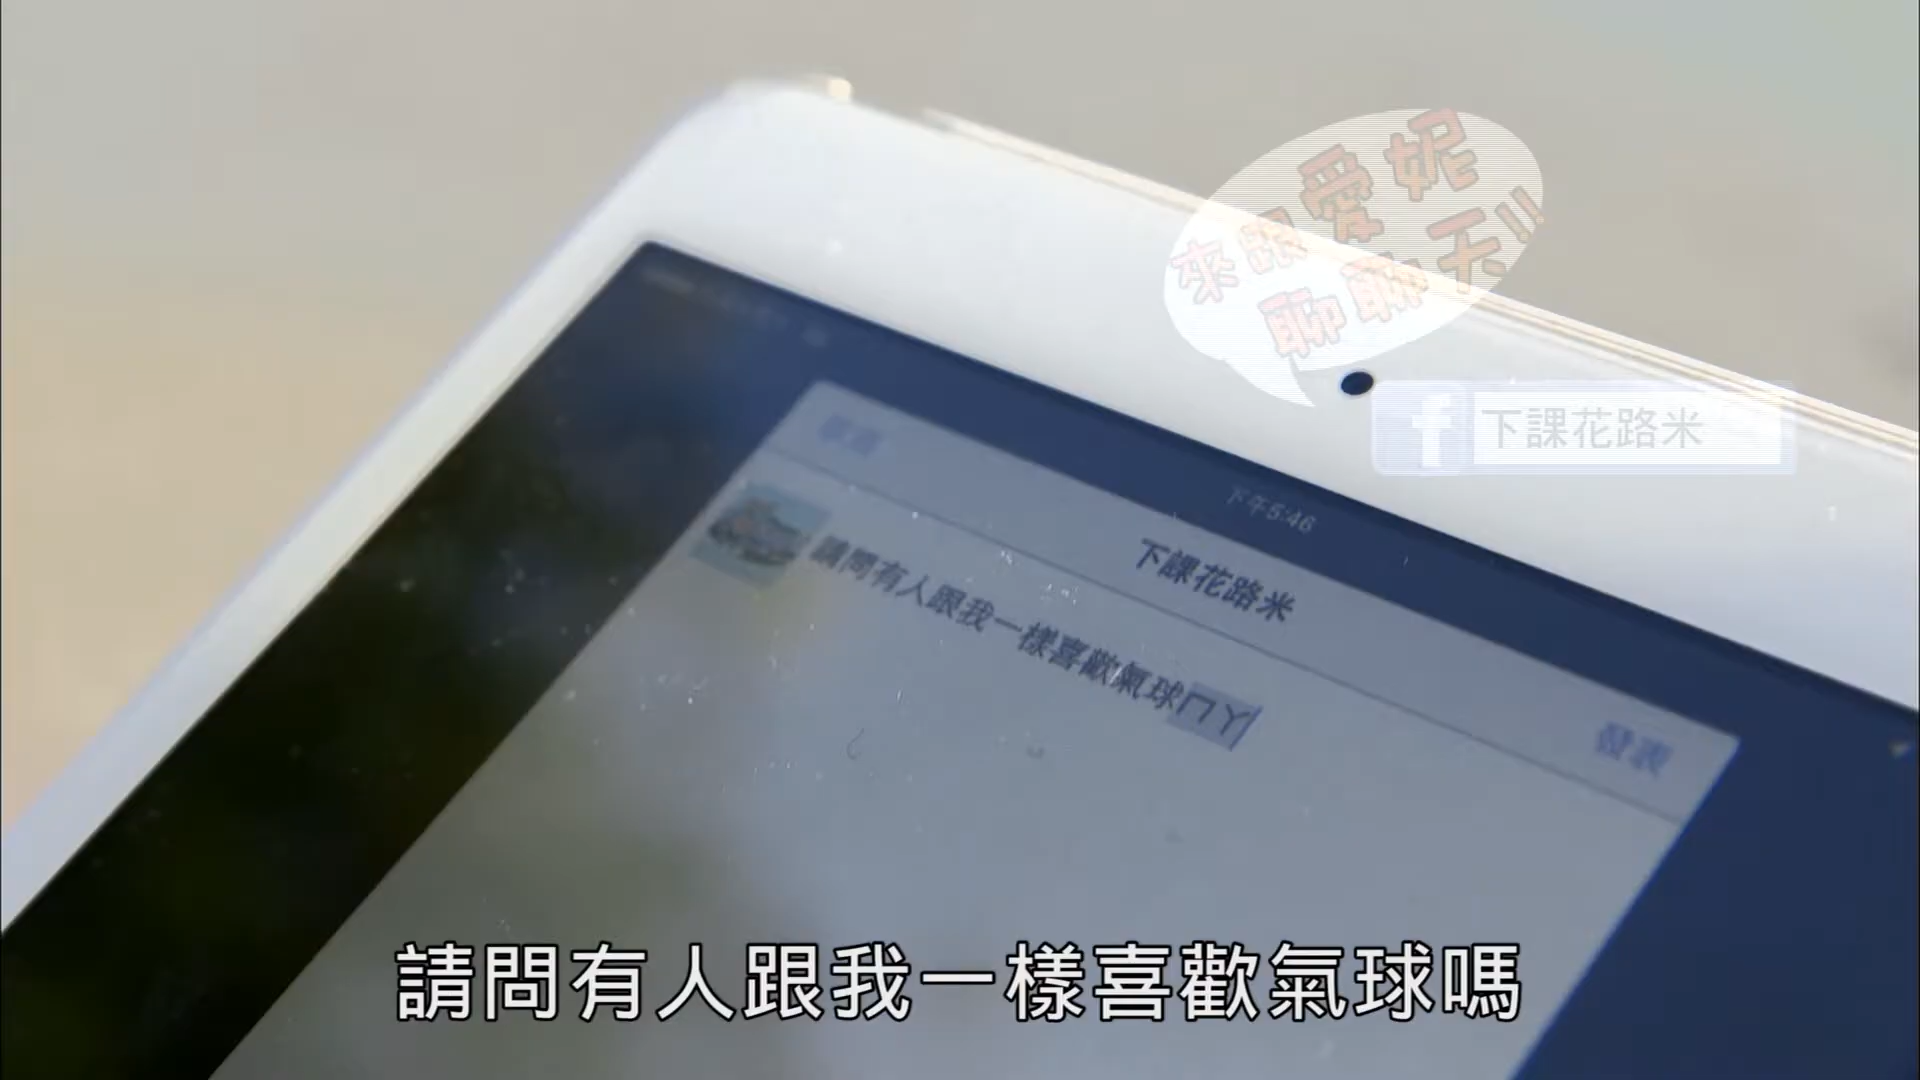 來跟愛妮
聊聊天!!
f 下課花路米
下午5:46
下課花路米
請問有人跟我一樣喜歡氣球ㄇㄚ
發表
請問有人跟我一樣喜歡氣球嗎